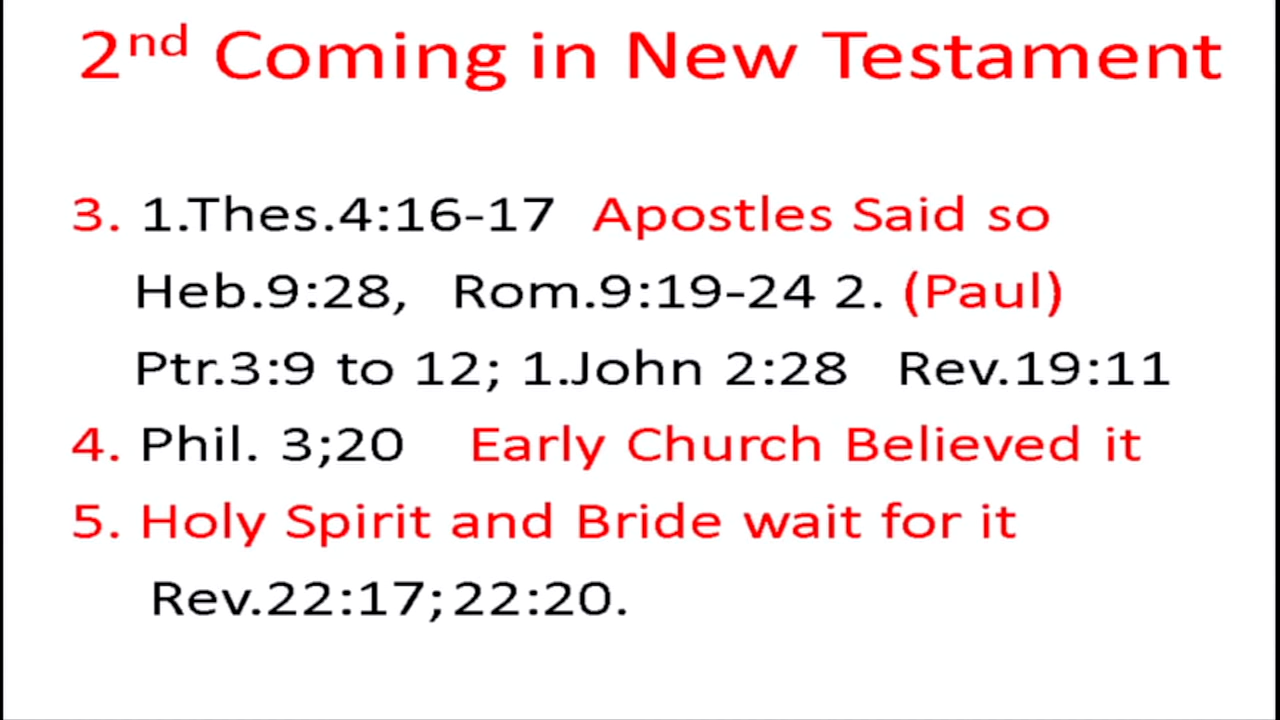 2nd Coming in New Testament
3. 1.Thes.4:16-17 Apostles Said so
Heb.9:28, Rom.9:19-24 2. (Paul)
Ptr.3:9 to 12; 1.John 2:28 Rev.19:11
4. Phil. 3;20 Early Church Believed it
5. Holy Spirit and Bride wait for it
Rev.22:17; 22:20.